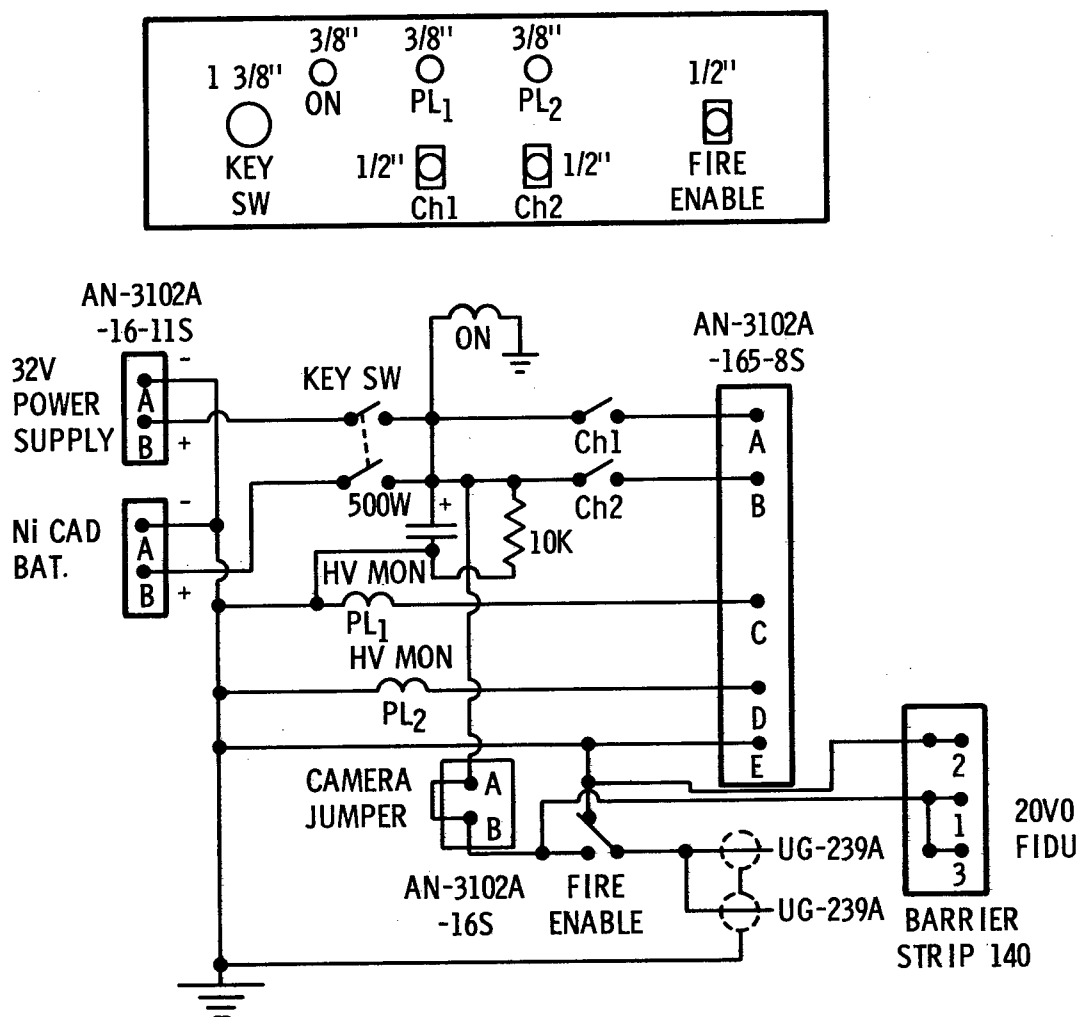 3/8" 3/8" 3/8"
1 3/8" 1/2"
ON PL1 PL2
KEY
SW
1/2" 1/2"
Ch1 Ch2
FIRE
ENABLE
AN-3102A
-16-11S
32V
POWER
SUPPLY
-
A
B
+
KEY SW
ON
AN-3102A
-165-8S
Ch1
A
Ni CAD
BAT.
-
A
B
+
500W
+
10K
Ch2
B
HV MON
PL1
C
HV MON
PL2
D
E
CAMERA
JUMPER
A
B
AN-3102A
-16S
FIRE
ENABLE
UG-239A
UG-239A
2
1
3
20V0
FIDU
BARRIER
STRIP 140